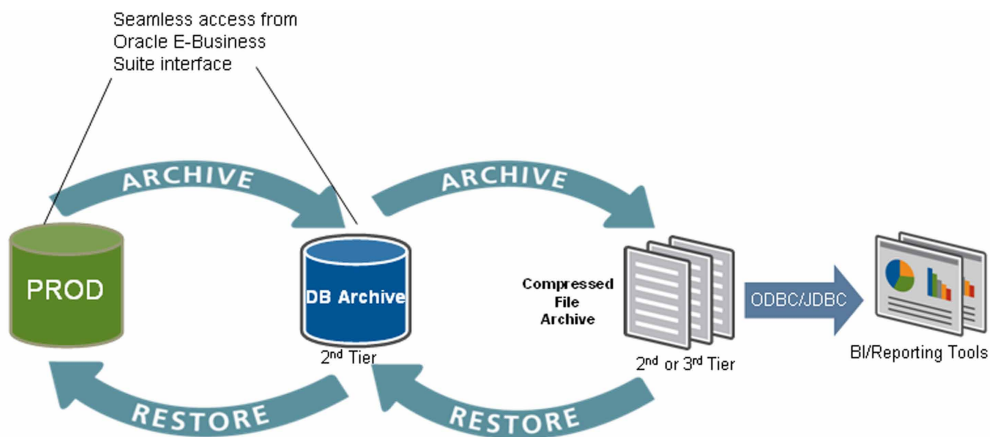 Seamless access from
Oracle E-Business
Suite interface
ARCHIVE
ARCHIVE
PROD
DB Archive
2nd Tier
Compressed
File
Archive
2nd or 3rd Tier
ODBC/JDBC
BI/Reporting Tools
RESTORE
RESTORE